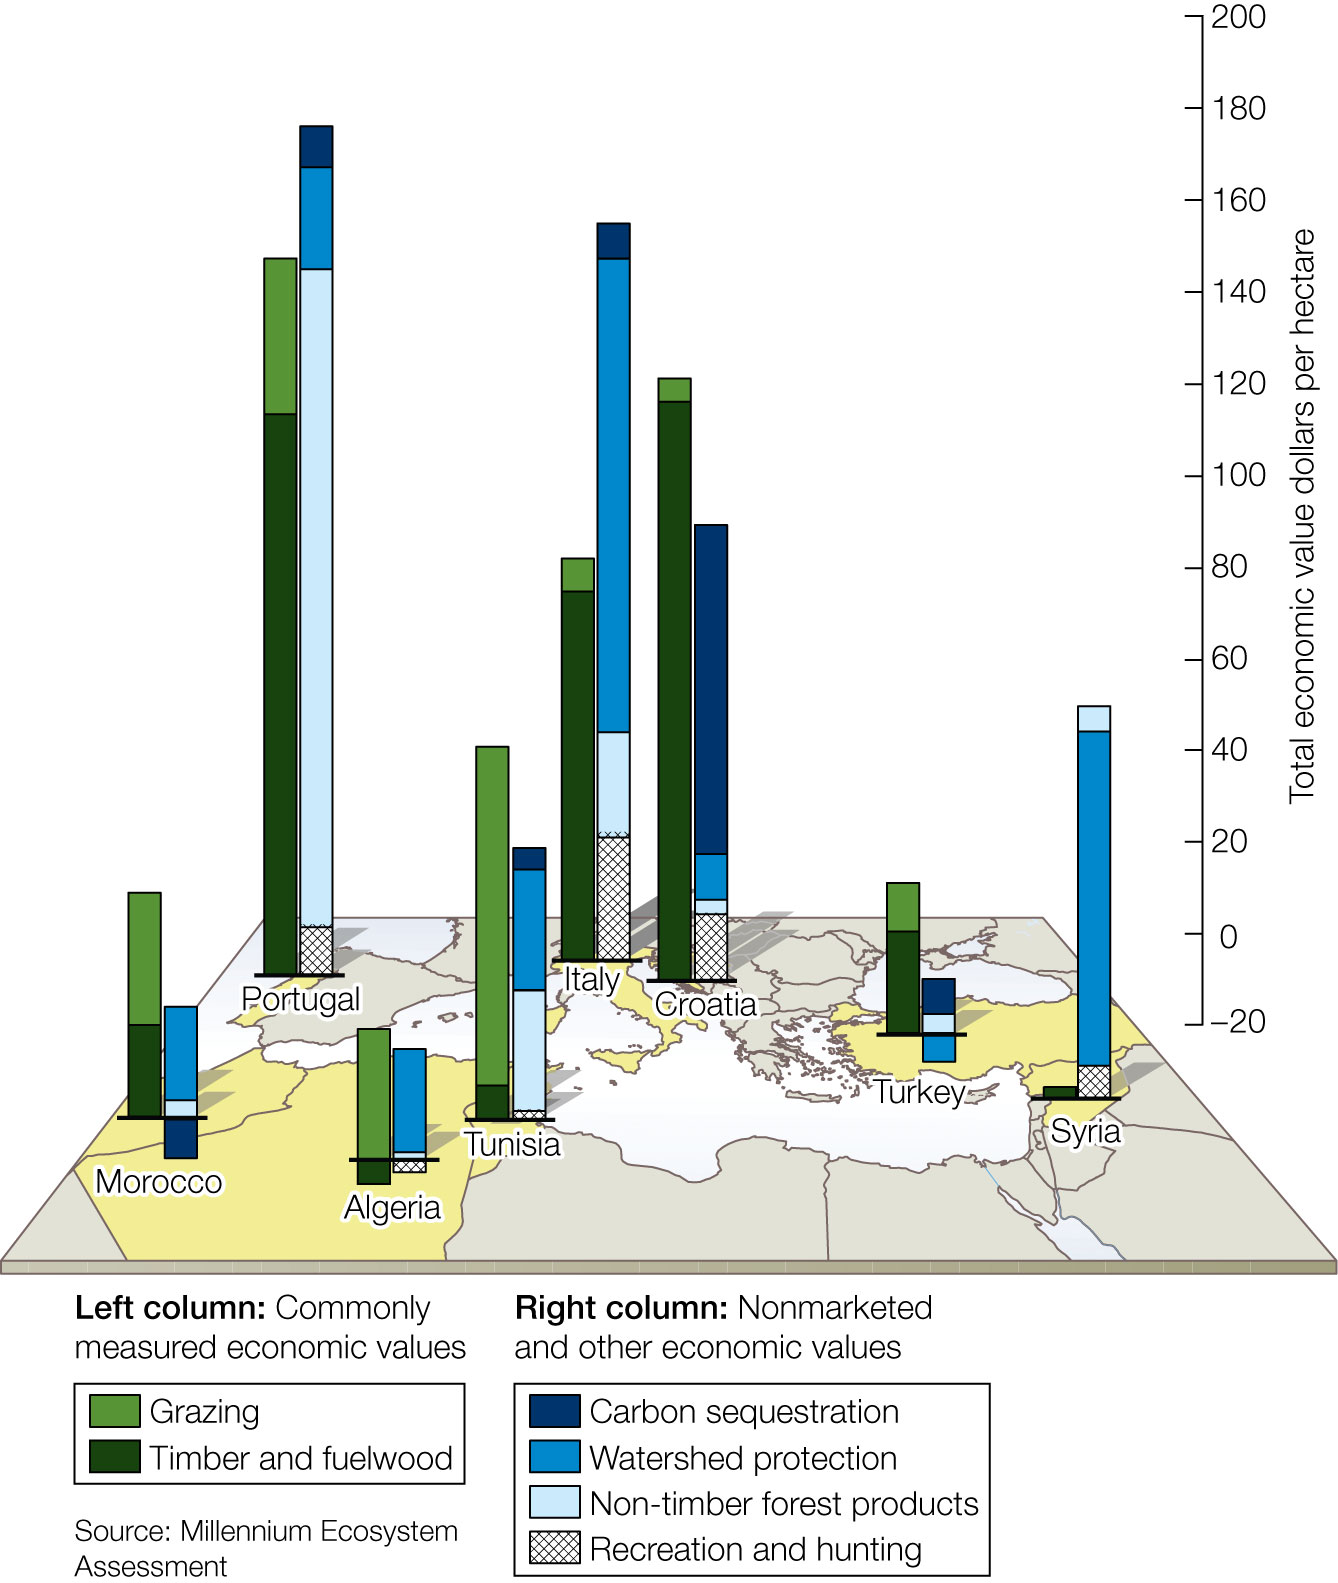 200
180
160
140
120
100
80
60
40
20
0
–20
Total economic value dollars per hectare
Portugal
Italy
Croatia
Turkey
Syria
Tunisia
Morocco
Algeria
Left column: Commonly
measured economic values
Grazing
Timber and fuelwood
Source: Millennium Ecosystem
Assessment
Right column: Nonmarketed
and other economic values
Carbon sequestration
Watershed protection
Non-timber forest products
Recreation and hunting